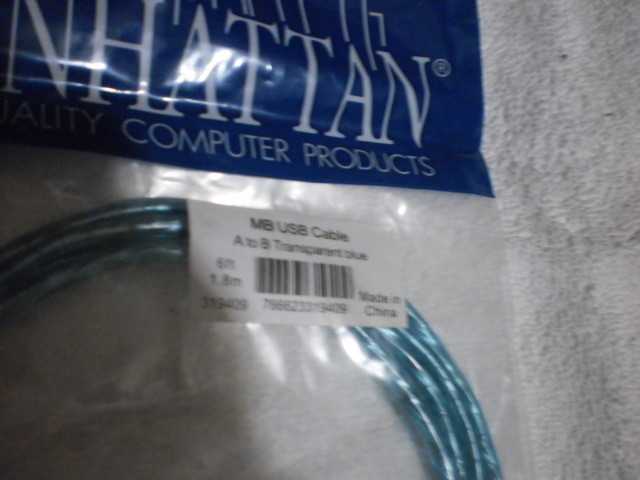 NHATTAN®
UALITY COMPUTER PRODUCTS
MB USB Cable
A to B Transparent blue
6ft
1.8m
319409 766623319409 Made in
China